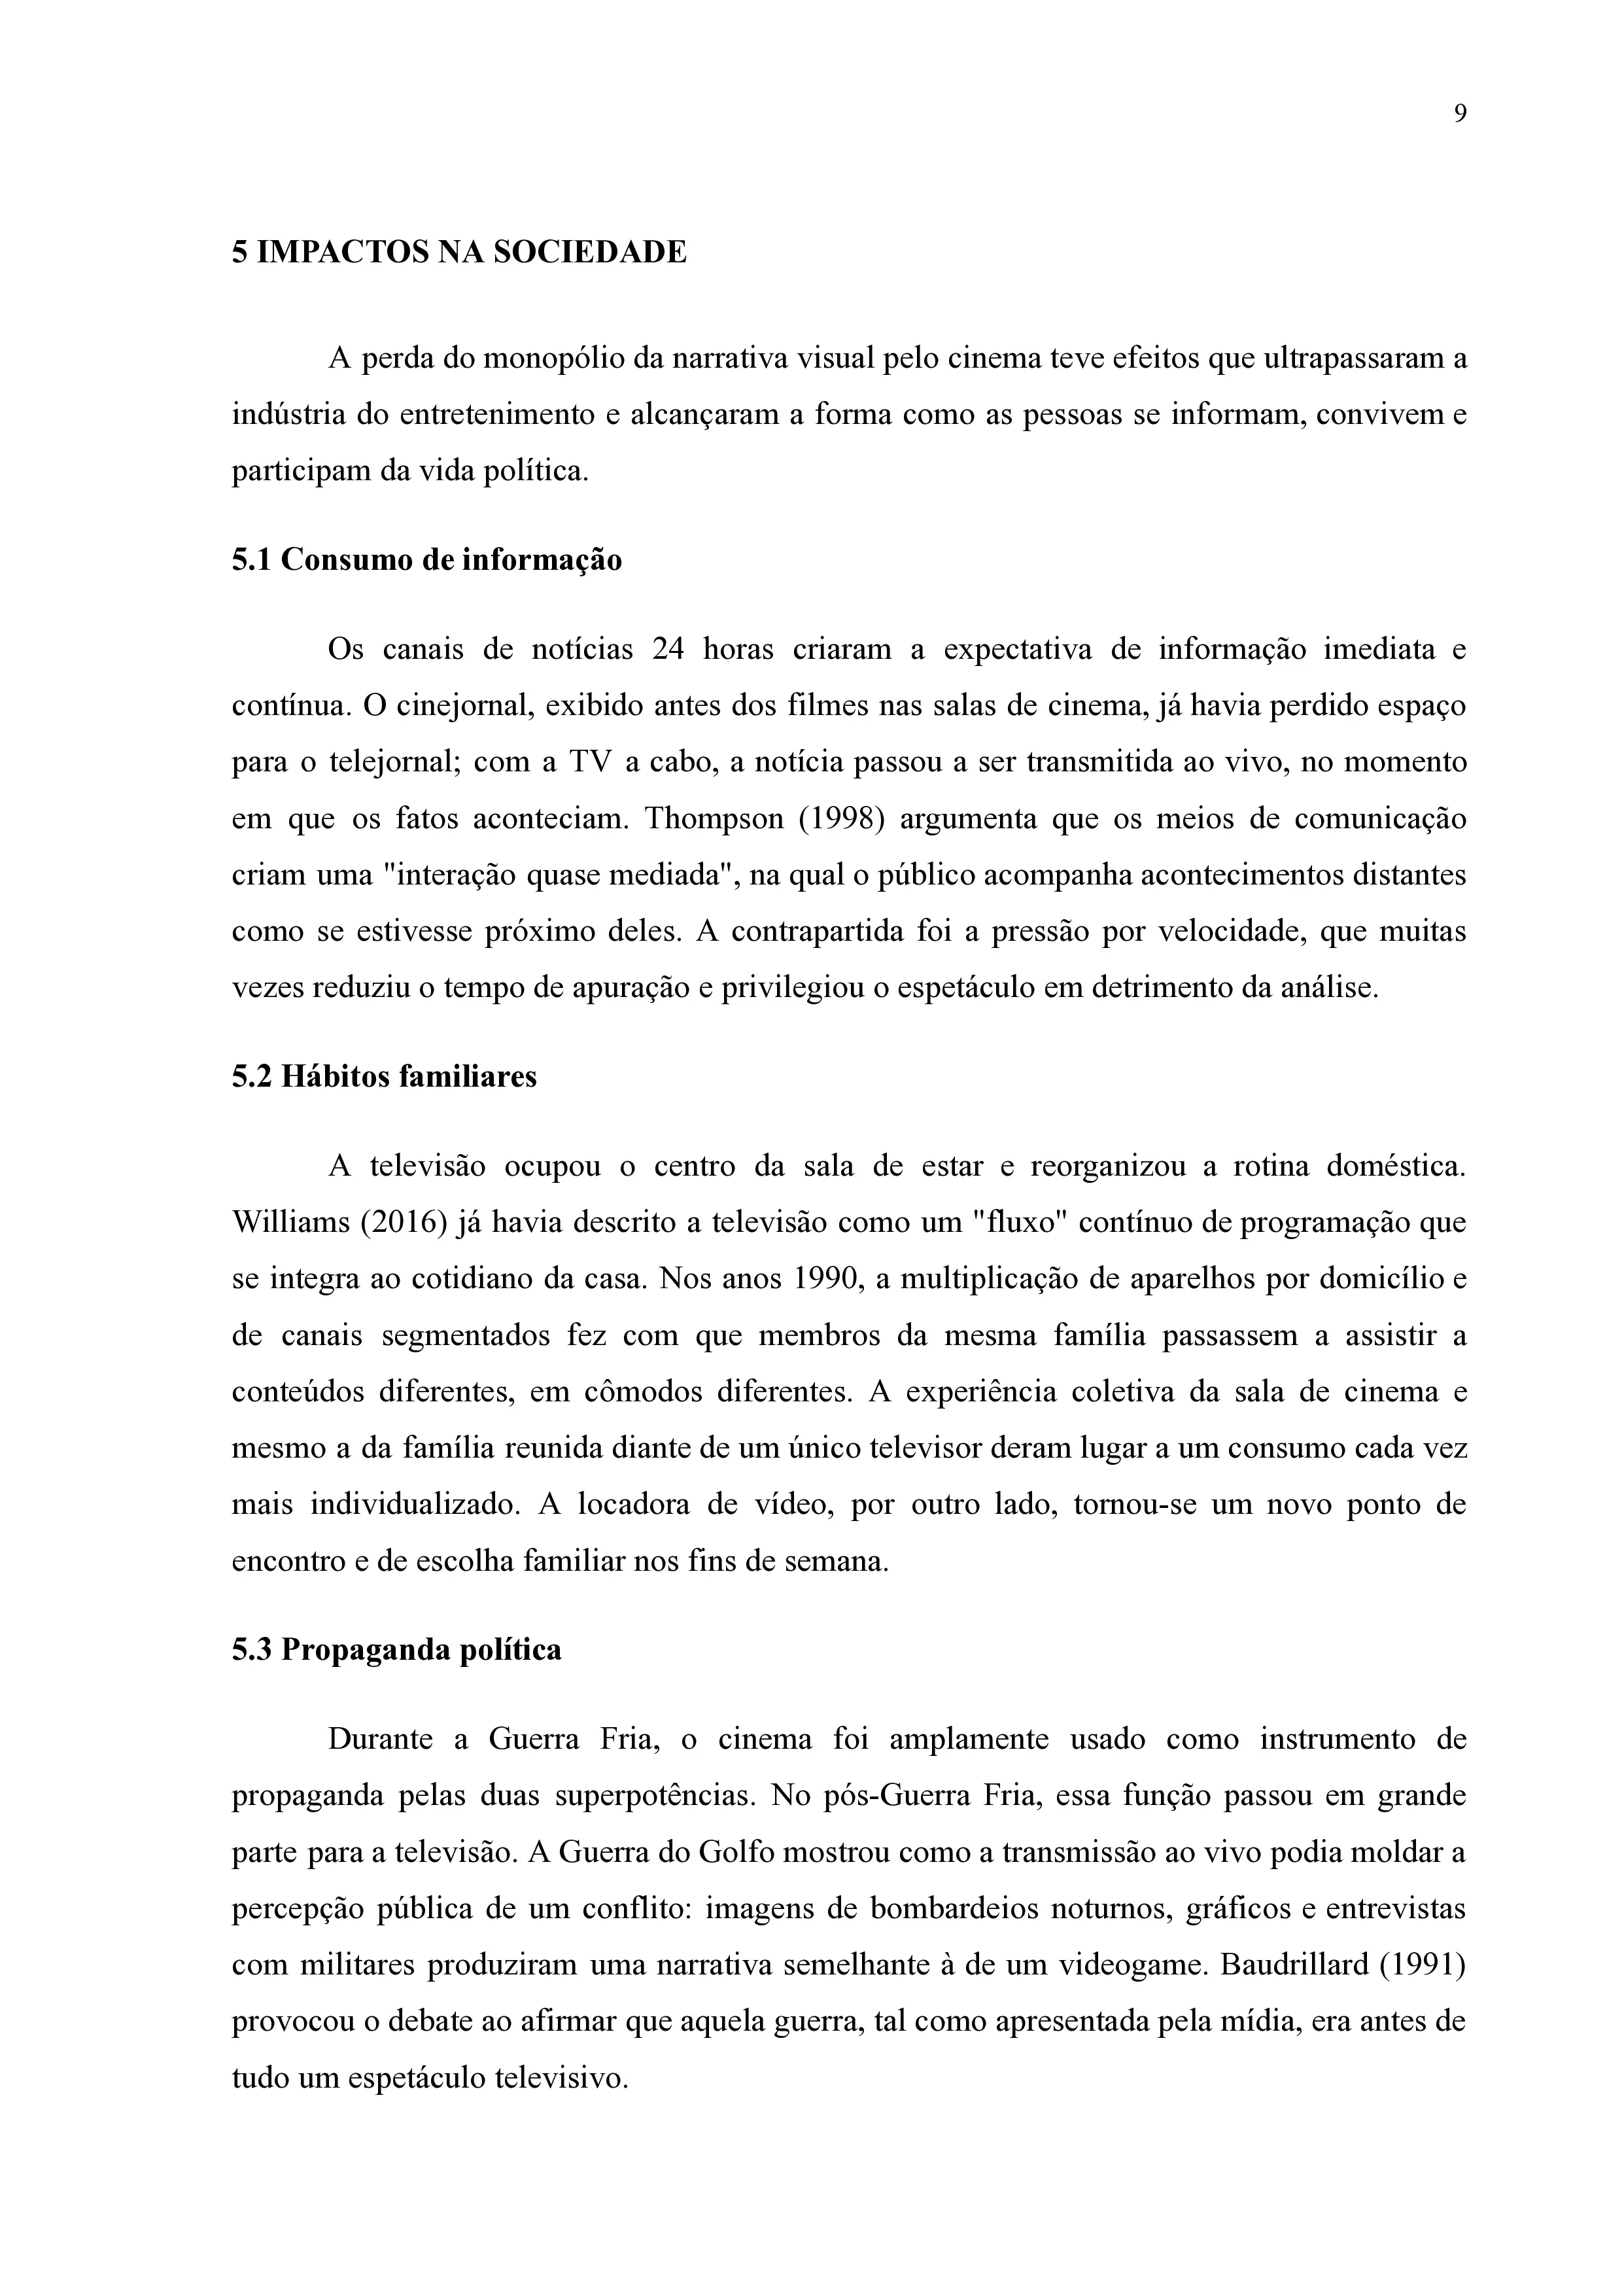 9
5 IMPACTOS NA SOCIEDADE
A perda do monopólio da narrativa visual pelo cinema teve efeitos que ultrapassaram a
indústria do entretenimento e alcançaram a forma como as pessoas se informam, convivem e
participam da vida política.
5.1 Consumo de informação
Os canais de notícias 24 horas criaram a expectativa de informação imediata e
contínua. O cinejornal, exibido antes dos filmes nas salas de cinema, já havia perdido espaço
para o telejornal; com a TV a cabo, a notícia passou a ser transmitida ao vivo, no momento
em que os fatos aconteciam. Thompson (1998) argumenta que os meios de comunicação
criam uma "interação quase mediada", na qual o público acompanha acontecimentos distantes
como se estivesse próximo deles. A contrapartida foi a pressão por velocidade, que muitas
vezes reduziu o tempo de apuração e privilegiou o espetáculo em detrimento da análise.
5.2 Hábitos familiares
A televisão ocupou o centro da sala de estar e reorganizou a rotina doméstica.
Williams (2016) já havia descrito a televisão como um "fluxo" contínuo de programação que
se integra ao cotidiano da casa. Nos anos 1990, a multiplicação de aparelhos por domicílio e
de canais segmentados fez com que membros da mesma família passassem a assistir a
conteúdos diferentes, em cômodos diferentes. A experiência coletiva da sala de cinema e
mesmo a da família reunida diante de um único televisor deram lugar a um consumo cada vez
mais individualizado. A locadora de vídeo, por outro lado, tornou-se um novo ponto de
encontro e de escolha familiar nos fins de semana.
5.3 Propaganda política
Durante a Guerra Fria, o cinema foi amplamente usado como instrumento de
propaganda pelas duas superpotências. No pós-Guerra Fria, essa função passou em grande
parte para a televisão. A Guerra do Golfo mostrou como a transmissão ao vivo podia moldar a
percepção pública de um conflito: imagens de bombardeios noturnos, gráficos e entrevistas
com militares produziram uma narrativa semelhante à de um videogame. Baudrillard (1991)
provocou o debate ao afirmar que aquela guerra, tal como apresentada pela mídia, era antes de
tudo um espetáculo televisivo.